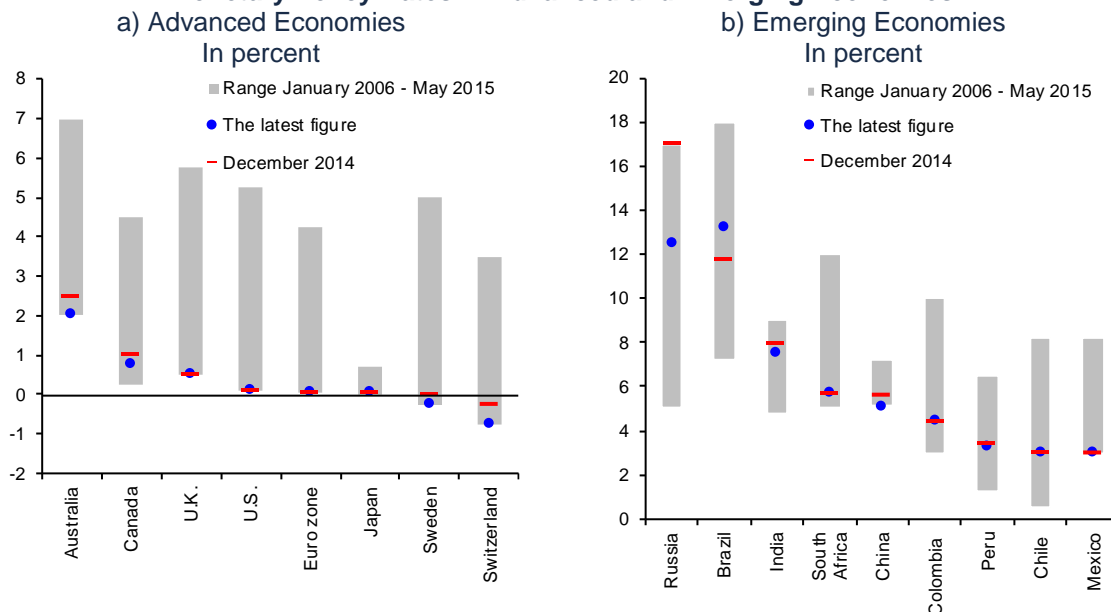 a) Advanced Economies
In percent
8
7
6
5
4
3
2
1
0
-1
-2
Range January 2006 - May 2015
The latest figure
December 2014
Australia
Canada
U.K.
U.S.
Euro zone
Japan
Sweden
Switzerland
b) Emerging Economies
In percent
20
18
16
14
12
10
8
6
4
2
0
Range January 2006 - May 2015
The latest figure
December 2014
Russia
Brazil
India
South
Africa
China
Colombia
Peru
Chile
Mexico